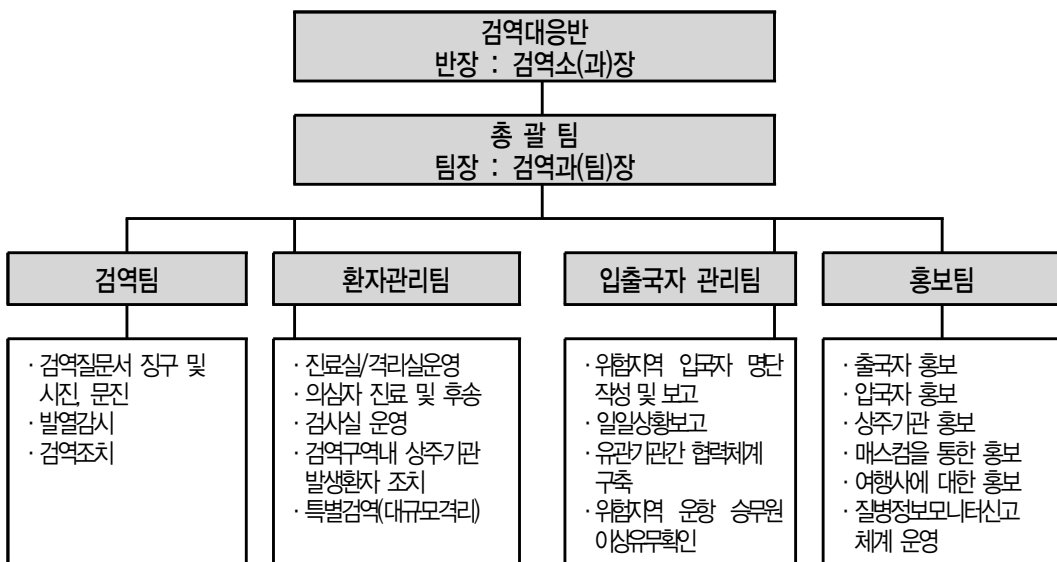 검역대응반
반장 : 검역소(과)장
총 괄 팀
팀장 : 검역과(팀)장
검역팀
· 검역질문서 징구 및
시진, 문진
· 발열감시
· 검역조치
환자관리팀
· 진료실/격리실운영
· 의심자 진료 및 후송
· 검사실 운영
· 검역구역내 상주기관
발생환자 조치
· 특별검역(대규모격리)
입출국자 관리팀
· 위험지역 입국자 명단
작성 및 보고
· 일일상황보고
· 유관기관간 협력체계
구축
· 위험지역 운항 승무원
이상유무확인
홍보팀
· 출국자 홍보
· 압국자 홍보
· 상주기관 홍보
· 매스컴을 통한 홍보
· 여행사에 대한 홍보
· 질병정보모니터신고
체계 운영